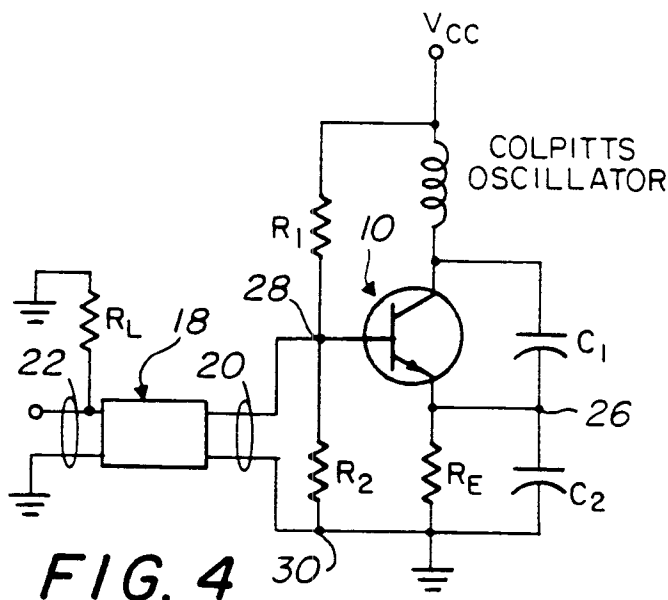 VCC
COLPITTS
OSCILLATOR
R1
10
28
RL
18
22
20
C1
26
R2
RE
C2
30
FIG. 4